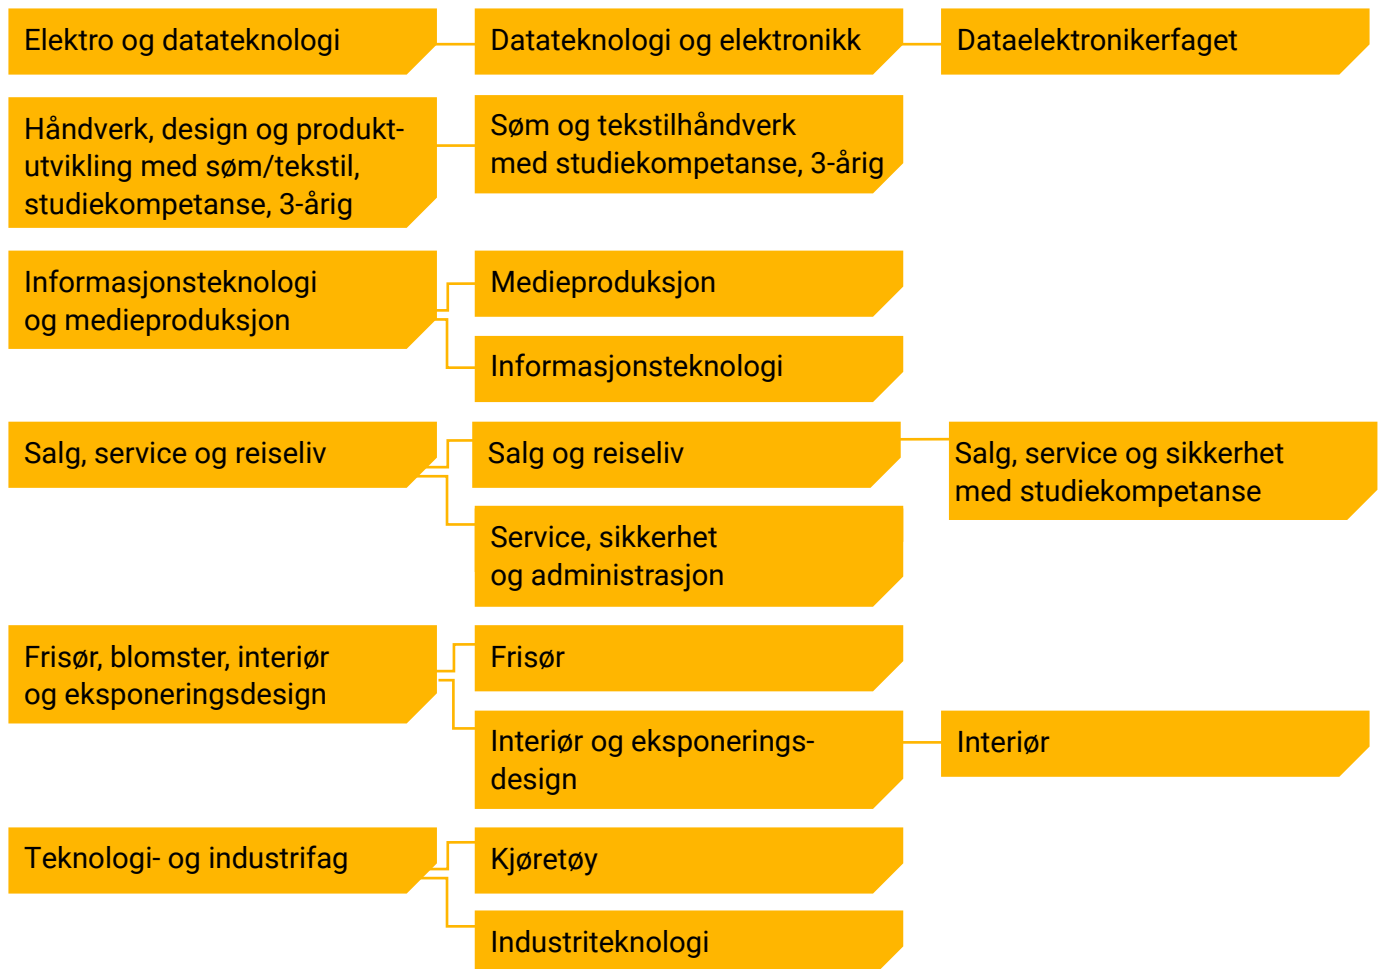 Elektro og datateknologi
Datateknologi og elektronikk
Dataelektronikerfaget
Håndverk, design og produkt-
utvikling med søm/tekstil,
studiekompetanse, 3-årig
Søm og tekstilhåndverk
med studiekompetanse, 3-årig
Informasjonsteknologi
og medieproduksjon
Medieproduksjon
Informasjonsteknologi
Salg, service og reiseliv
Salg og reiseliv
Salg, service og sikkerhet
med studiekompetanse
Service, sikkerhet
og administrasjon
Frisør, blomster, interiør
og eksponeringsdesign
Frisør
Interiør og eksponerings-
design
Interiør
Teknologi- og industrifag
Kjøretøy
Industriteknologi